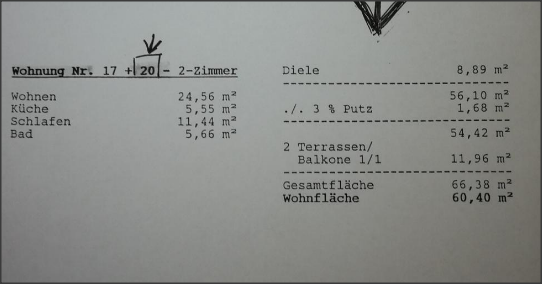 Wohnung Nr. 17 + 20 - 2-Zimmer
Wohnen 24,56 m²
Küche 5,55 m²
Schlafen 11,44 m²
Bad 5,66 m²
Diele 8,89 m²
56,10 m²
./. 3 % Putz 1,68 m²
54,42 m²
2 Terrassen/
Balkone 1/1 11,96 m²
Gesamtfläche 66,38 m²
Wohnfläche 60,40 m²